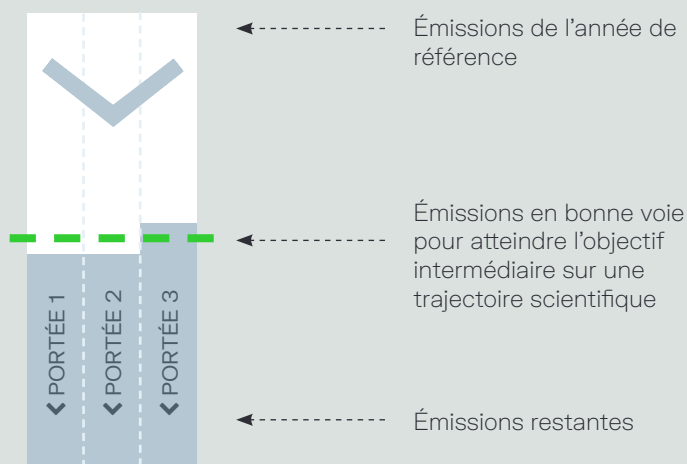 Émissions de l'année de
référence
Émissions en bonne voie
pour atteindre l'objectif
intermédiaire sur une
trajectoire scientifique
PORTÉE 1
PORTÉE 2
PORTÉE 3
Émissions restantes